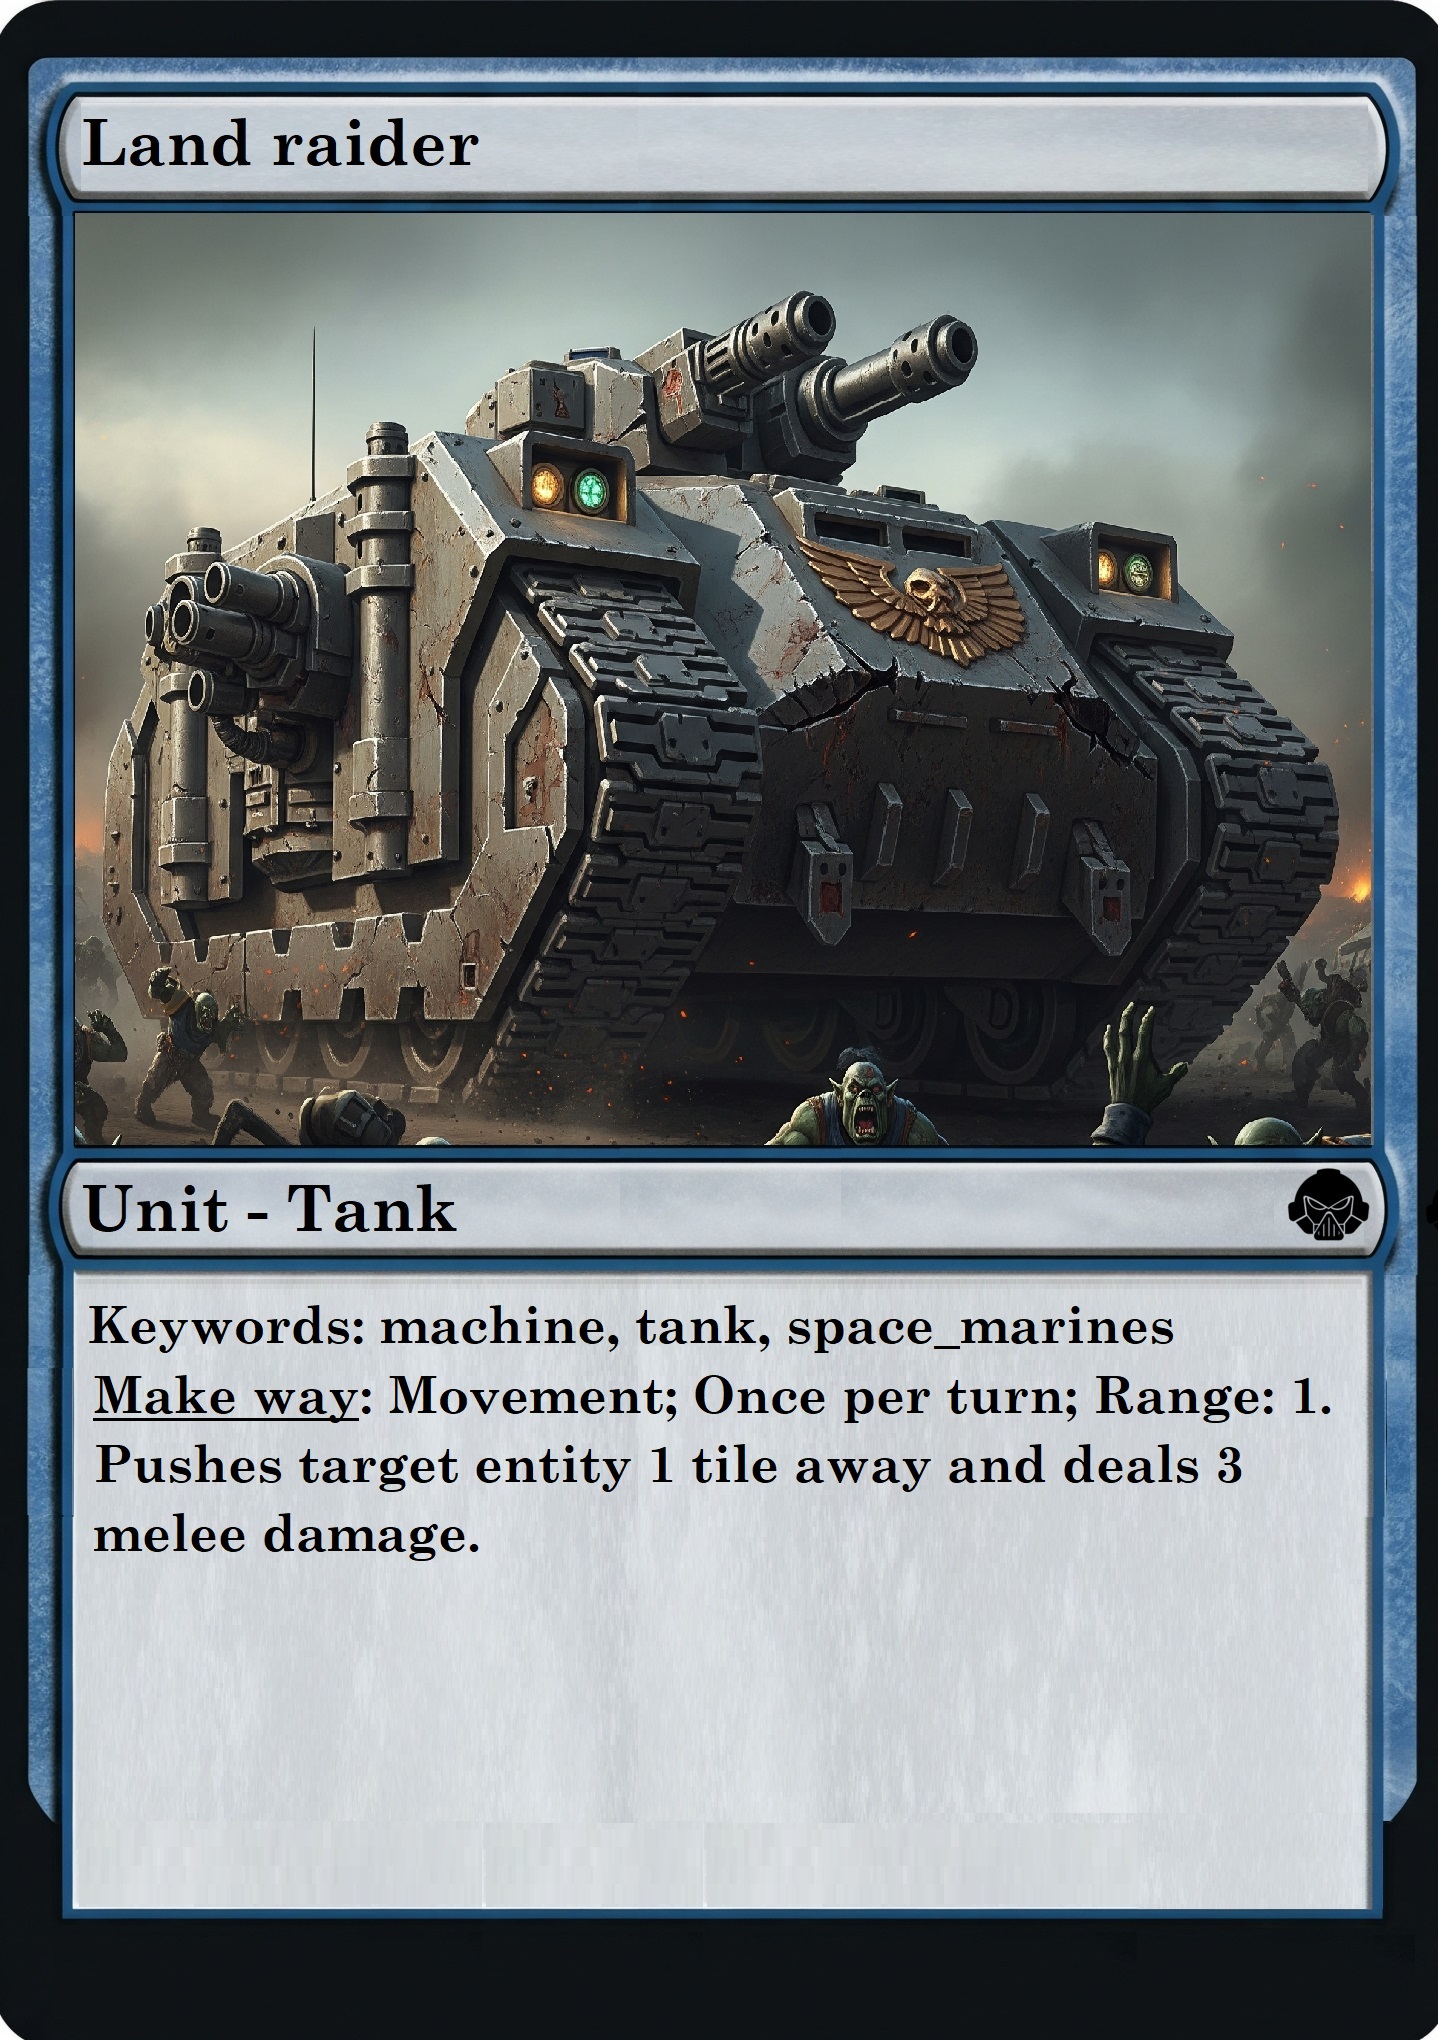 Land raider
Unit - Tank
Keywords: machine, tank, space_marines
Make way: Movement; Once per turn; Range: 1.
Pushes target entity 1 tile away and deals 3
melee damage.